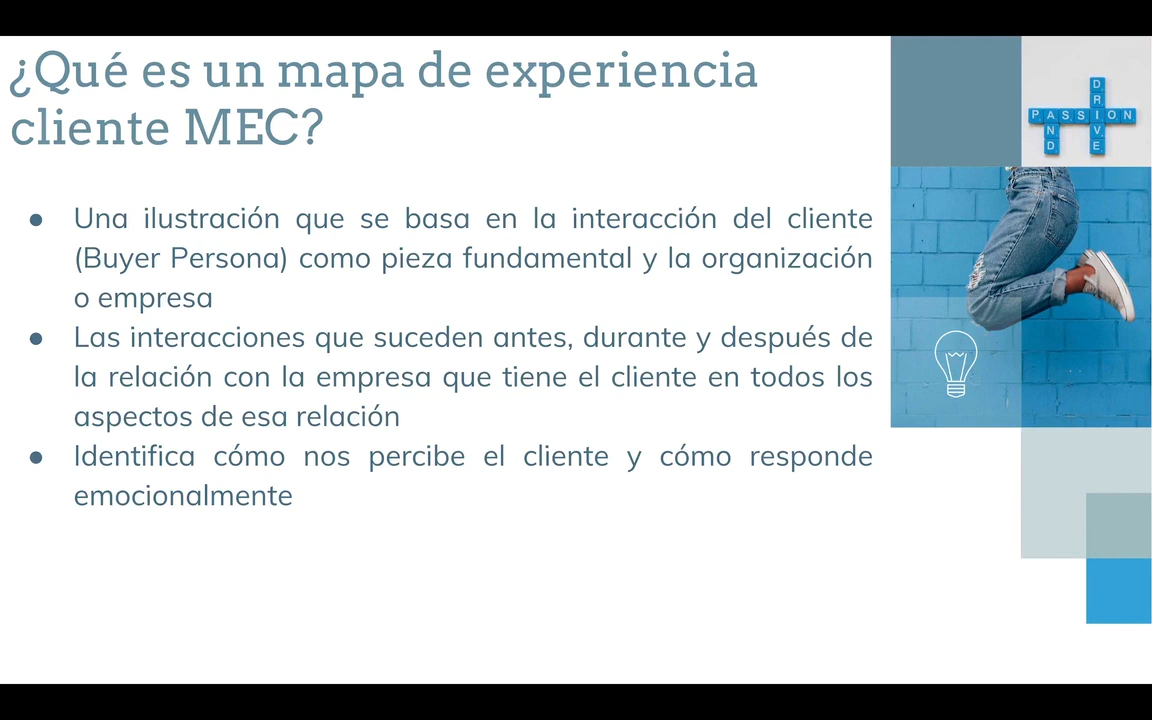 ¿Qué es un mapa de experiencia
cliente MEC?
● Una ilustración que se basa en la interacción del cliente
(Buyer Persona) como pieza fundamental y la organización
o empresa
● Las interacciones que suceden antes, durante y después de
la relación con la empresa que tiene el cliente en todos los
aspectos de esa relación
● Identifica cómo nos percibe el cliente y cómo responde
emocionalmente
DRIVE
PASSION
AND